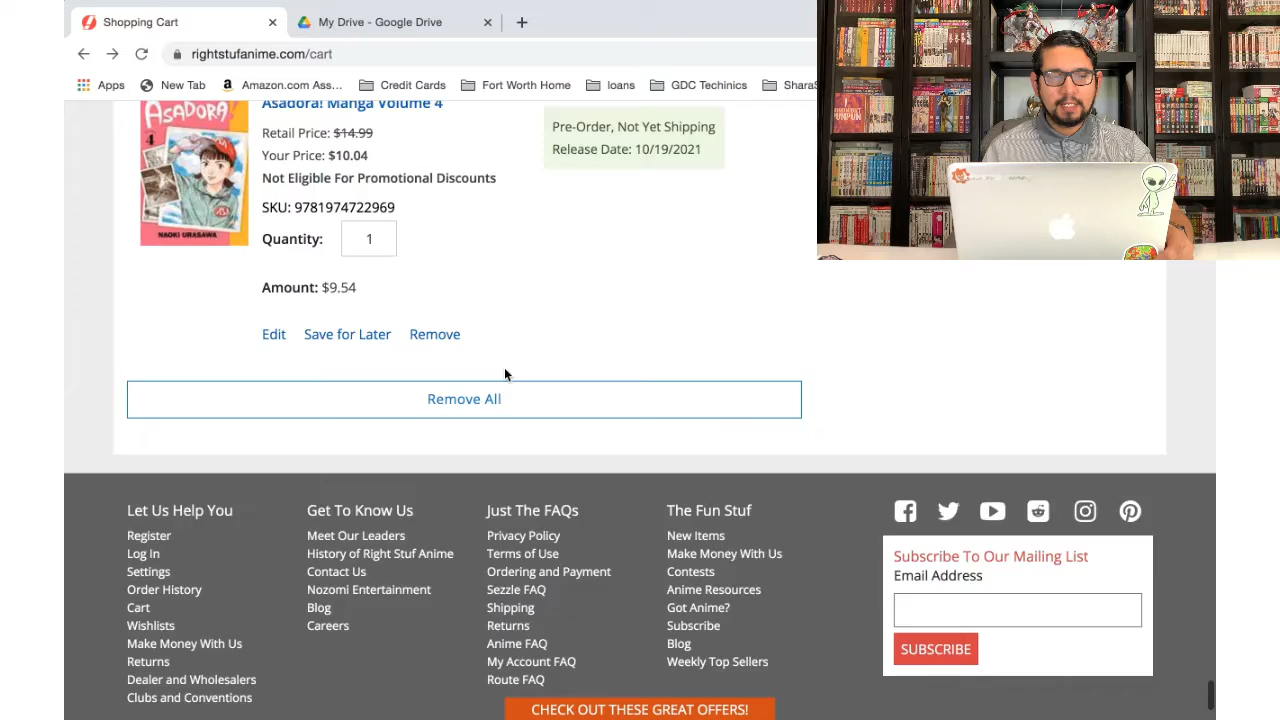 Shopping Cart
My Drive - Google Drive
rightstufanime.com/cart
Apps
New Tab
Amazon.com Ass...
Credit Cards
Fort Worth Home
loans
GDC Techinics
Shara
ASADORA!
4
NAOKI URASAWA
Asadora! Manga Volume 4
Retail Price: $14.99
Your Price: $10.04
Not Eligible For Promotional Discounts
SKU: 9781974722969
Quantity: 1
Amount: $9.54
Edit Save for Later Remove
Pre-Order, Not Yet Shipping
Release Date: 10/19/2021
Remove All
Let Us Help You
Register
Log In
Settings
Order History
Cart
Wishlists
Make Money With Us
Returns
Dealer and Wholesalers
Clubs and Conventions
Get To Know Us
Meet Our Leaders
History of Right Stuf Anime
Contact Us
Nozomi Entertainment
Blog
Careers
Just The FAQs
Privacy Policy
Terms of Use
Ordering and Payment
Sezzle FAQ
Shipping
Returns
Anime FAQ
My Account FAQ
Route FAQ
The Fun Stuf
New Items
Make Money With Us
Contests
Anime Resources
Got Anime?
Subscribe
Blog
Weekly Top Sellers
Subscribe To Our Mailing List
Email Address
SUBSCRIBE
CHECK OUT THESE GREAT OFFERS!
PUNPUN